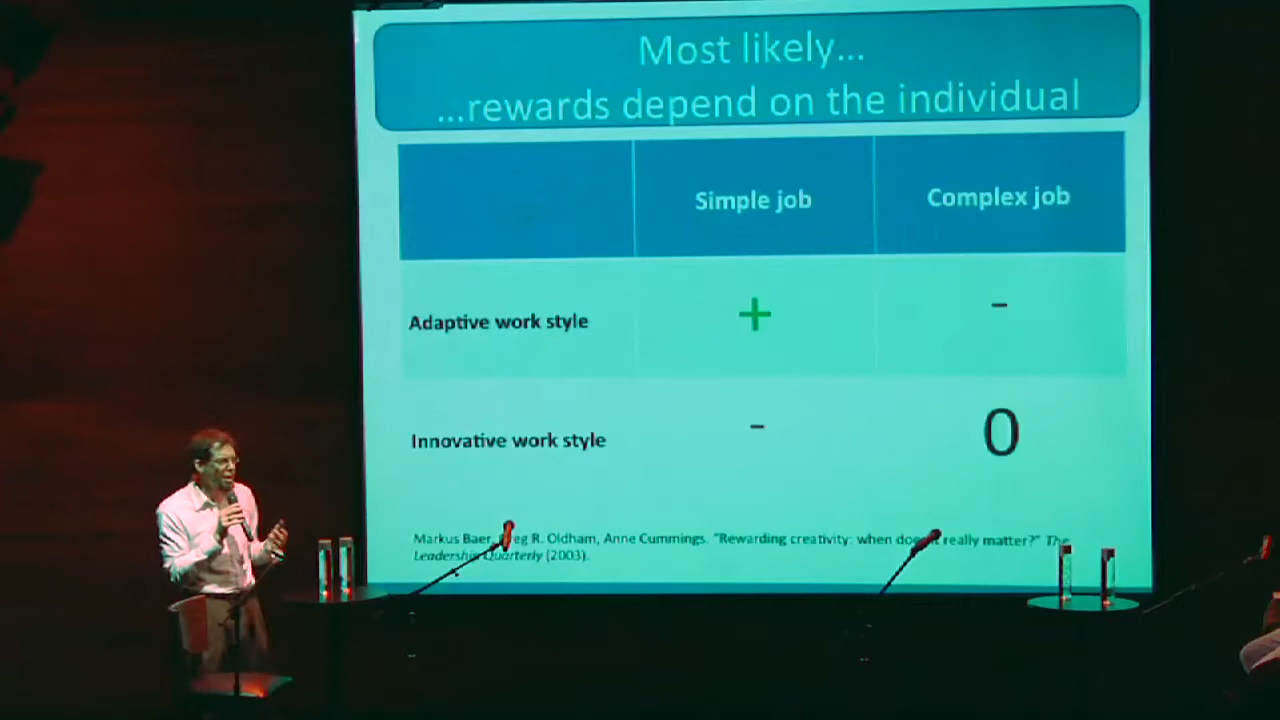 Most likely...
...rewards depend on the individual
Simple job
Complex job
Adaptive work style
+
-
Innovative work style
-
0
Markus Baer, Greg R. Oldham, Anne Cummings. "Rewarding creativity: when does it really matter?" The
Leadership Quarterly (2003).